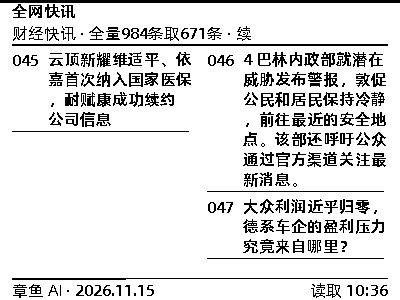 全网快讯
财经快讯 · 全量984条取671条 · 续
045 云顶新耀维适平、依
嘉首次纳入国家医保
，耐赋康成功续约
公司信息
046 4 巴林内政部就潜在
威胁发布警报，敦促
公民和居民保持冷静
，前往最近的安全地
点。该部还呼吁公众
通过官方渠道关注最
新消息。
047 大众利润近乎归零，
德系车企的盈利压力
究竟来自哪里？
章鱼 AI · 2026.11.15
读取 10:36